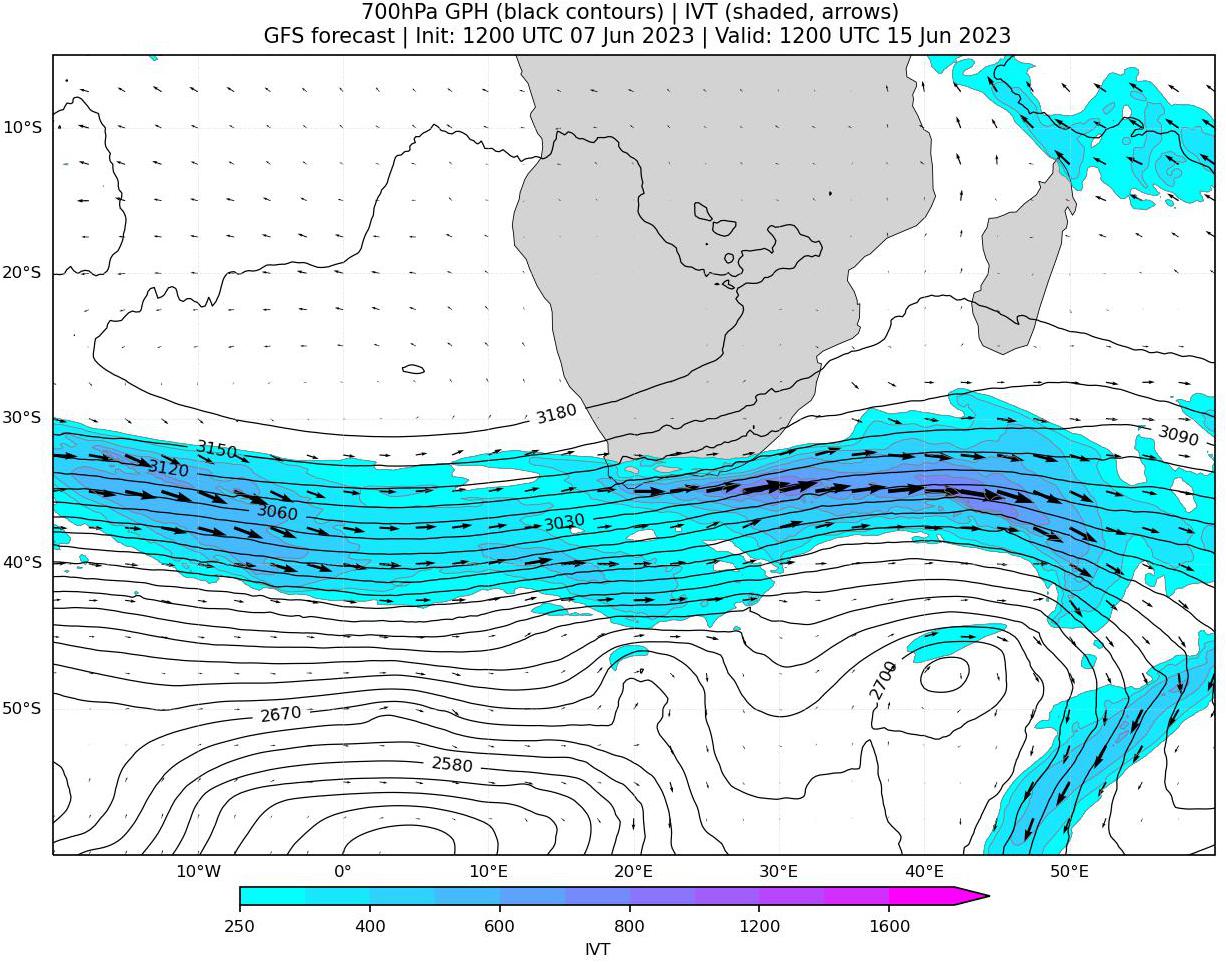 700hPa GPH (black contours) | IVT (shaded, arrows)
GFS forecast | Init: 1200 UTC 07 Jun 2023 | Valid: 1200 UTC 15 Jun 2023
10°S
20°S
30°S
40°S
50°S
3180
3150
3120
3090
3060
3030
2700
2670
2580
10°W 0° 10°E 20°E 30°E 40°E 50°E
250 400 600 800 1200 1600
IVT